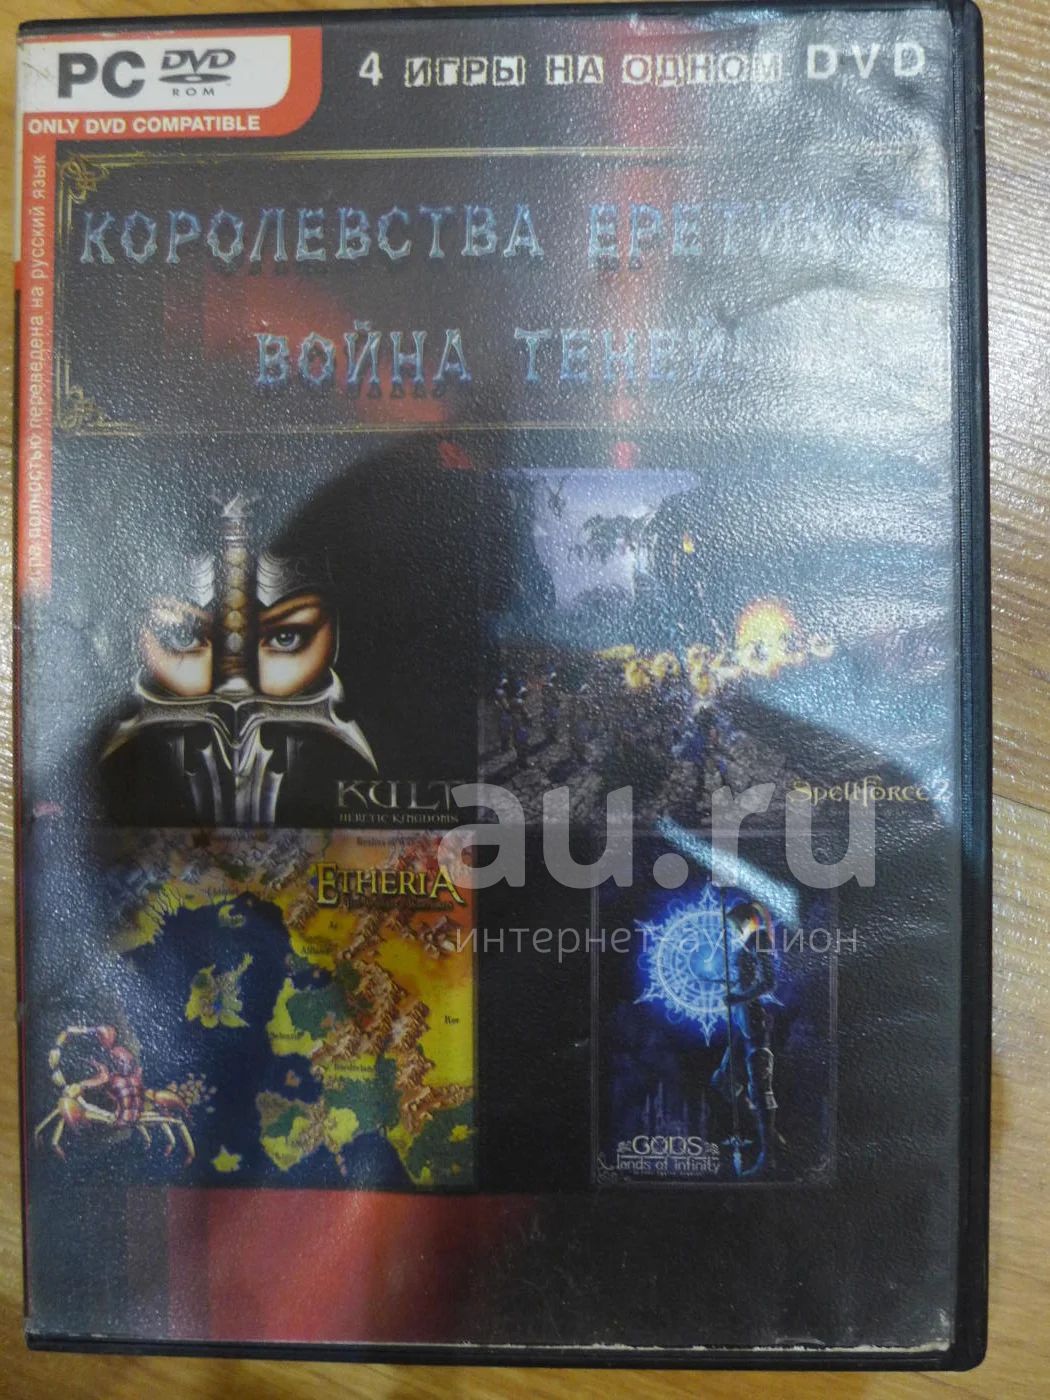 PC DVD
ROM
ONLY DVD COMPATIBLE
4 ИГРЫ НА ОДНОМ DVD
КОРОЛЕВСТВА
ВОЙНА ТЕНЕЙ
игра полностью переведена на русский язык
KULT
HERETIC KINGDOMS
SpellForce 2
ETHERIA
GODS
lands of infinity
au.ru
интернет-аукцион